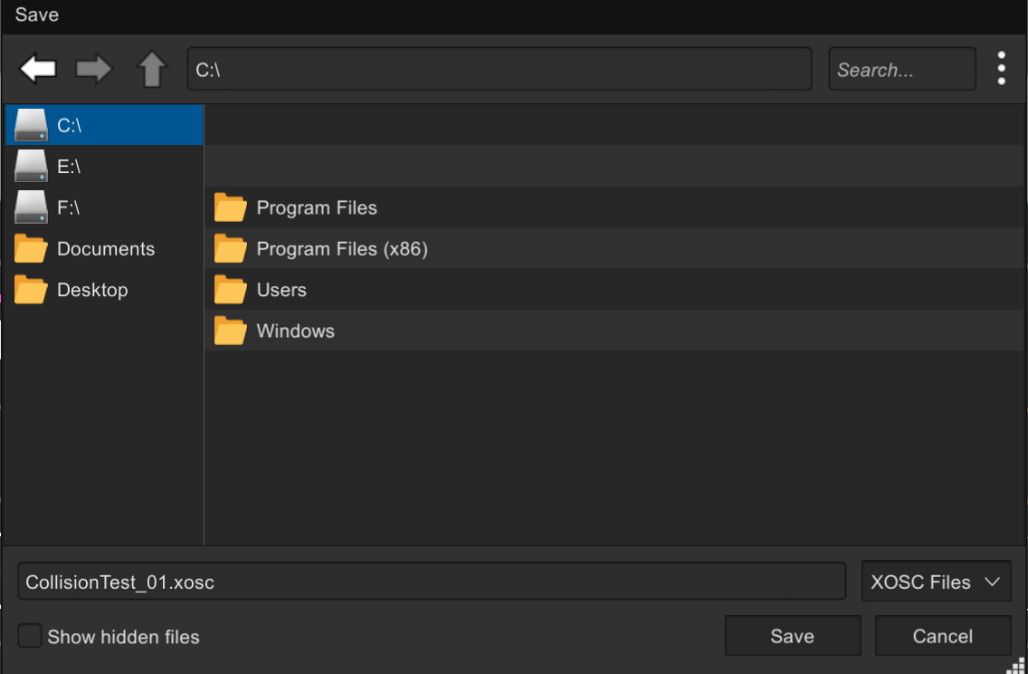 Save
C:\
Search...
C:\
E:\
F:\
Documents
Desktop
Program Files
Program Files (x86)
Users
Windows
CollisionTest_01.xosc
XOSC Files
Show hidden files
Save
Cancel